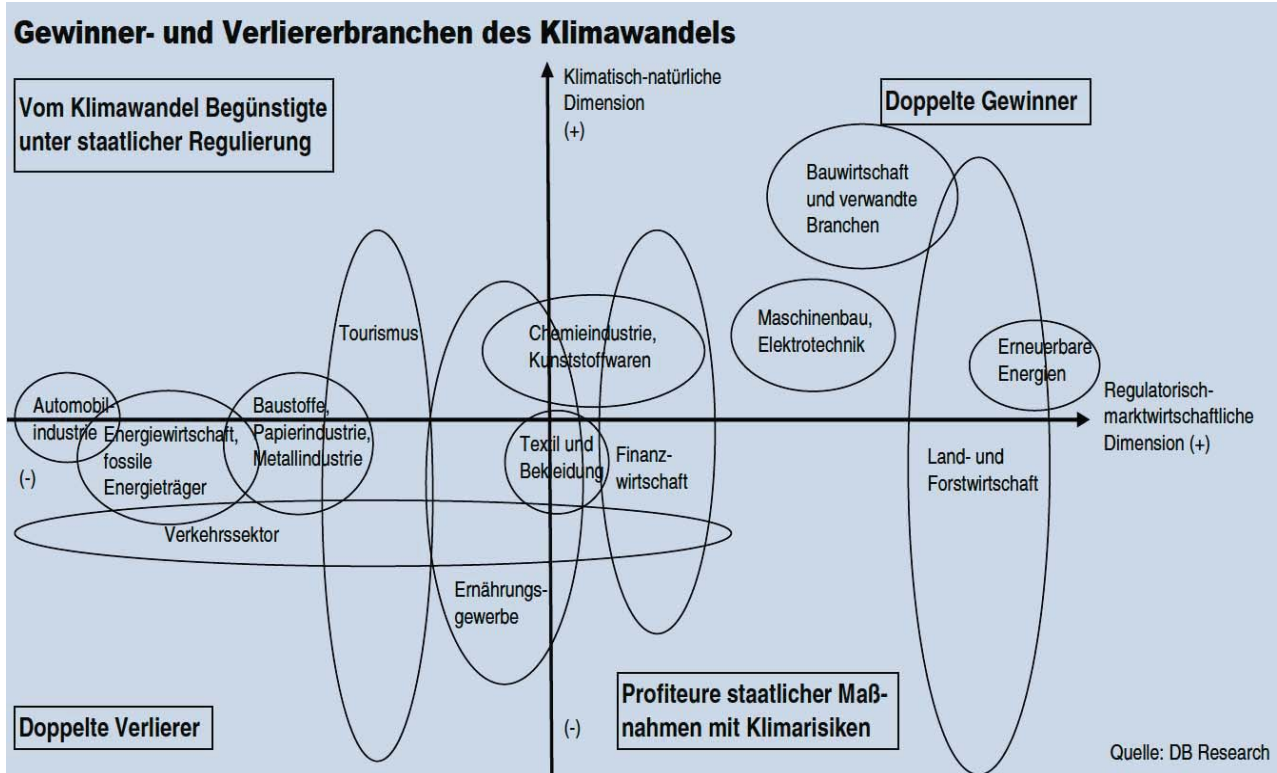 Gewinner- und Verliererbranchen des Klimawandels
Vom Klimawandel Begünstigte
unter staatlicher Regulierung
Klimatisch-natürliche
Dimension
(+)
Doppelte Gewinner
Bauwirtschaft
und verwandte
Branchen
Tourismus
Chemieindustrie,
Kunststoffwaren
Maschinenbau,
Elektrotechnik
Erneuerbare
Energien
Automobil-
industrie
Energiewirtschaft,
fossile
Energieträger
Baustoffe,
Papierindustrie,
Metallindustrie
Regulatorisch-
marktwirtschaftliche
Dimension (+)
(-)
Textil und
Bekleidung
Finanz-
wirtschaft
Land- und
Forstwirtschaft
Verkehrssektor
Ernährungs-
gewerbe
Doppelte Verlierer
(-)
Profiteure staatlicher Maß-
nahmen mit Klimarisiken
Quelle: DB Research